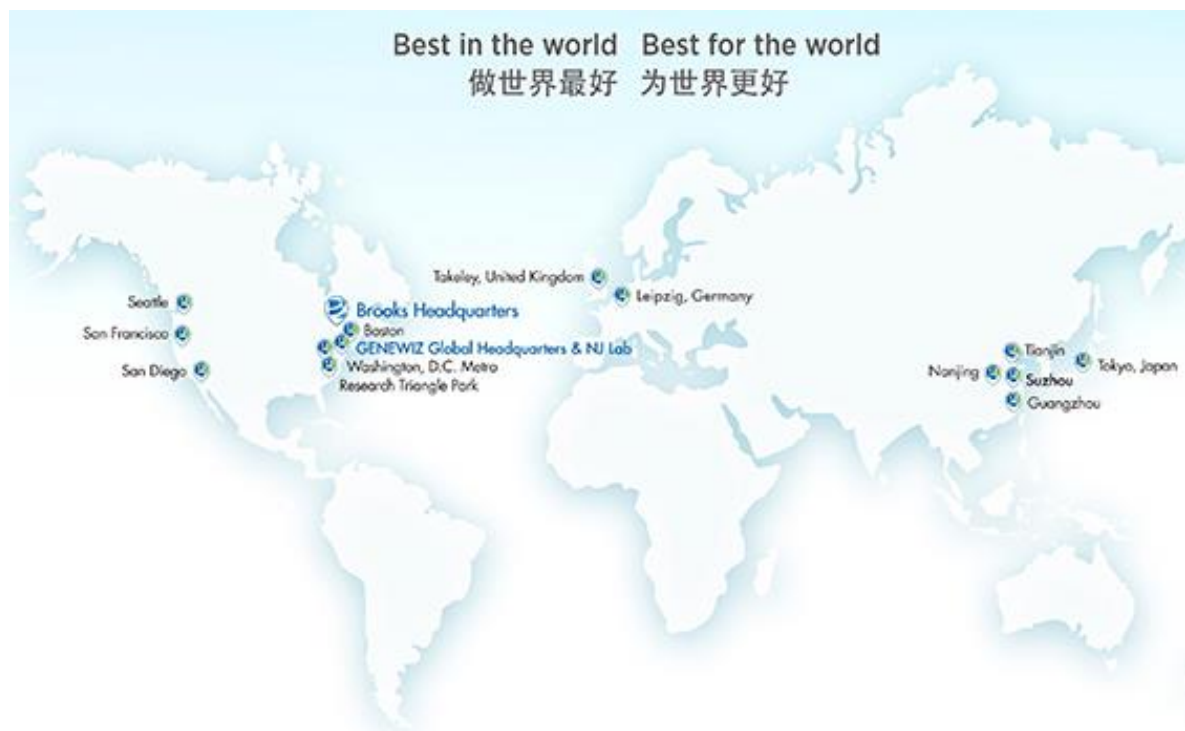 Best in the world Best for the world
做世界最好 为世界更好
Takeley, United Kingdom
Leipzig, Germany
Seattle
Brooks Headquarters
San Francisco
Boston
GENEWIZ Global Headquarters & NJ Lab
San Diego
Washington, D.C. Metro
Research Triangle Park
Tianjin
Tokyo, Japan
Nanjing
Suzhou
Guangzhou